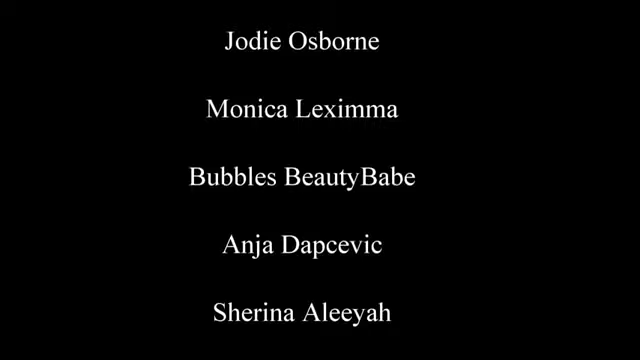 Jodie Osborne
Monica Leximma
Bubbles BeautyBabe
Anja Dapcevic
Sherina Aleeyah